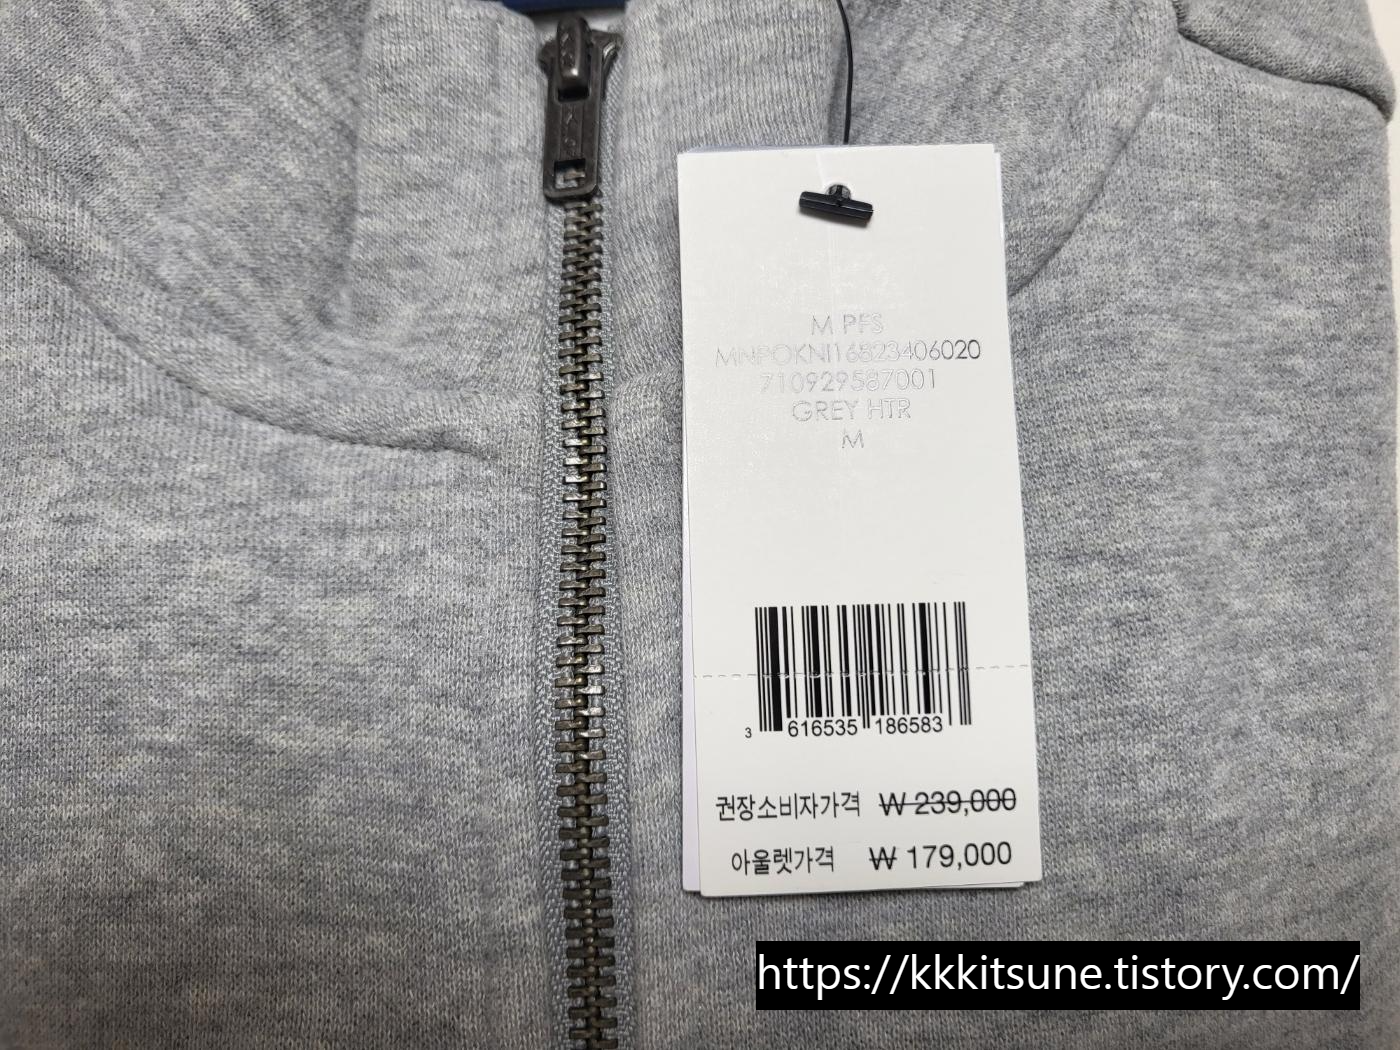 M PFS
MNPOKNI16823406020
710929587001
GREY HTR
M
3 616535 186583
권장소비자가격 ₩ 239,000
아울렛가격 ₩ 179,000
https://kkkitsune.tistory.com/